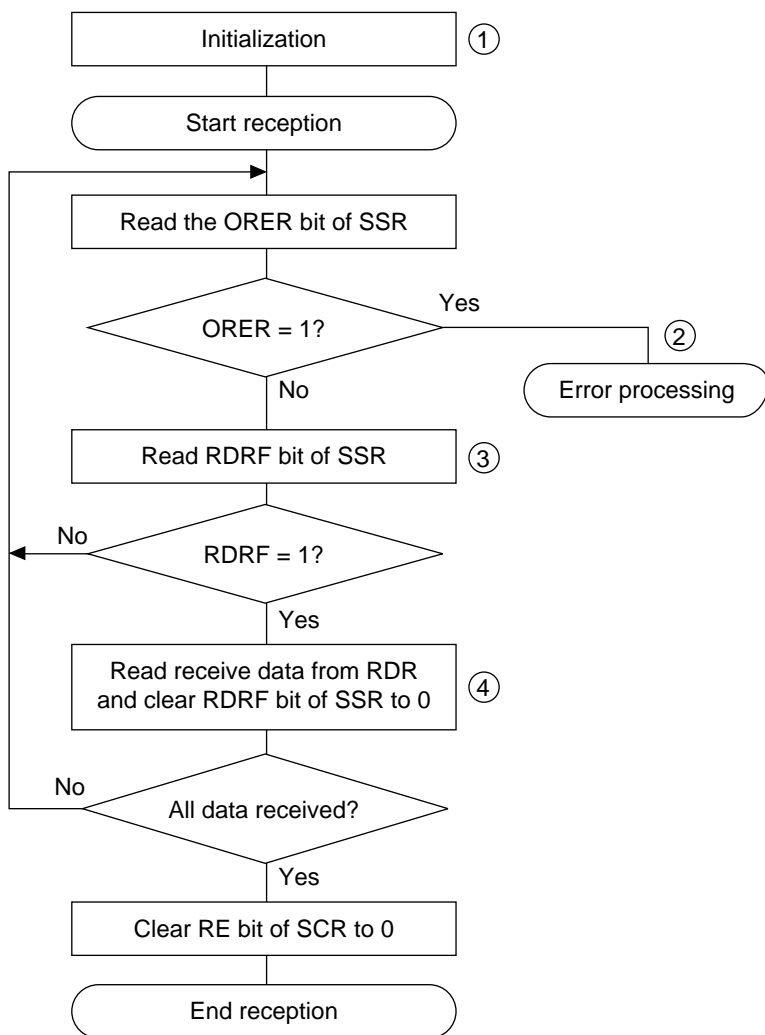 Initialization
①
Start reception
Read the ORER bit of SSR
Yes
ORER = 1?
②
Error processing
No
Read RDRF bit of SSR
③
No
RDRF = 1?
Yes
Read receive data from RDR
and clear RDRF bit of SSR to 0
④
No
All data received?
Yes
Clear RE bit of SCR to 0
End reception